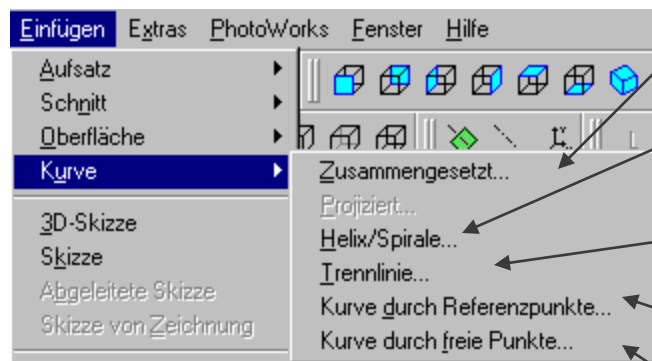 Einfügen Extras PhotoWorks Fenster Hilfe
Aufsatz
Schnitt
Oberfläche
Kurve
3D-Skizze
Skizze
Abgeleitete Skizze
Skizze von Zeichnung
Zusammengesetzt...
Projiziert...
Helix/Spirale...
Trennlinie...
Kurve durch Referenzpunkte...
Kurve durch freie Punkte...